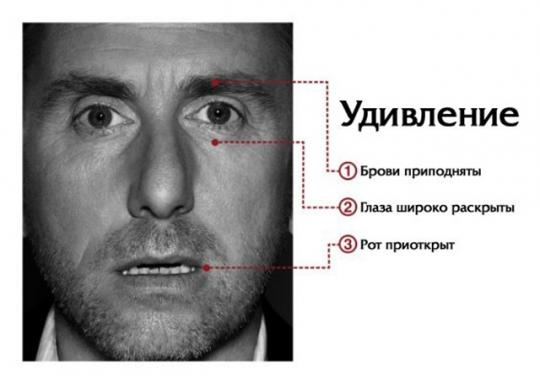 Удивление
1 Брови приподняты
2 Глаза широко раскрыты
3 Рот приоткрыт